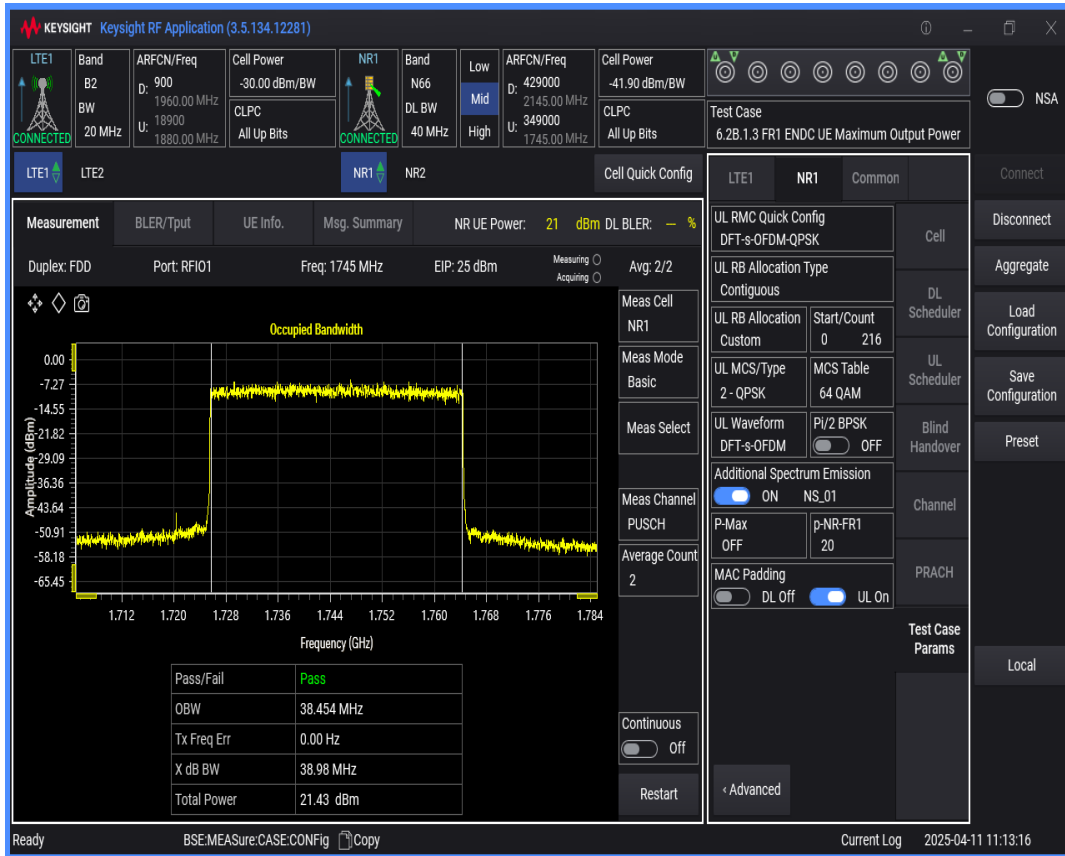 KEYSIGHT Keysight RF Application (3.5.134.12281)
LTE1 Band ARFCN/Freq Cell Power NR1 Band Low ARFCN/Freq Cell Power
B2 D: 900 -30.00 dBm/BW N66 D: 429000 -41.90 dBm/BW
BW 1960.00 MHz CLPC DL BW Mid 2145.00 MHz CLPC
CONNECTED 20 MHz U: 18900 All Up Bits CONNECTED 40 MHz High U: 349000 All Up Bits
1880.00 MHz 1745.00 MHz
Test Case
6.2B.1.3 FR1 ENDC UE Maximum Output Power
NSA
LTE1 LTE2 NR1 NR2 Cell Quick Config
LTE1 NR1 Common
Connect
Measurement BLER/Tput UE Info. Msg. Summary NR UE Power: 21 dBm DL BLER: --- %
Duplex: FDD Port: RFIO1 Freq: 1745 MHz EIP: 25 dBm Measuring Avg: 2/2
Acquiring
Occupied Bandwidth
Amplitude (dBm)
0.00
-7.27
-14.55
-21.82
-29.09
-36.36
-43.64
-50.91
-58.18
-65.45
1.712 1.720 1.728 1.736 1.744 1.752 1.760 1.768 1.776 1.784
Frequency (GHz)
Pass/Fail Pass
OBW 38.454 MHz
Tx Freq Err 0.00 Hz
X dB BW 38.98 MHz
Total Power 21.43 dBm
Meas Cell
NR1
Meas Mode
Basic
Meas Select
Meas Channel
PUSCH
Average Count
2
Continuous
Off
Restart
UL RMC Quick Config
DFT-s-OFDM-QPSK
UL RB Allocation Type
Contiguous
UL RB Allocation Start/Count
Custom 0 216
UL MCS/Type MCS Table
2 - QPSK 64 QAM
UL Waveform Pi/2 BPSK
DFT-s-OFDM OFF
Additional Spectrum Emission
ON NS_01
P-Max p-NR-FR1
OFF 20
MAC Padding
DL Off UL On
‹ Advanced
Cell
DL
Scheduler
UL
Scheduler
Blind
Handover
Channel
PRACH
Test Case
Params
Disconnect
Aggregate
Load
Configuration
Save
Configuration
Preset
Local
Ready BSE:MEASure:CASE:CONFig Copy Current Log 2025-04-11 11:13:16